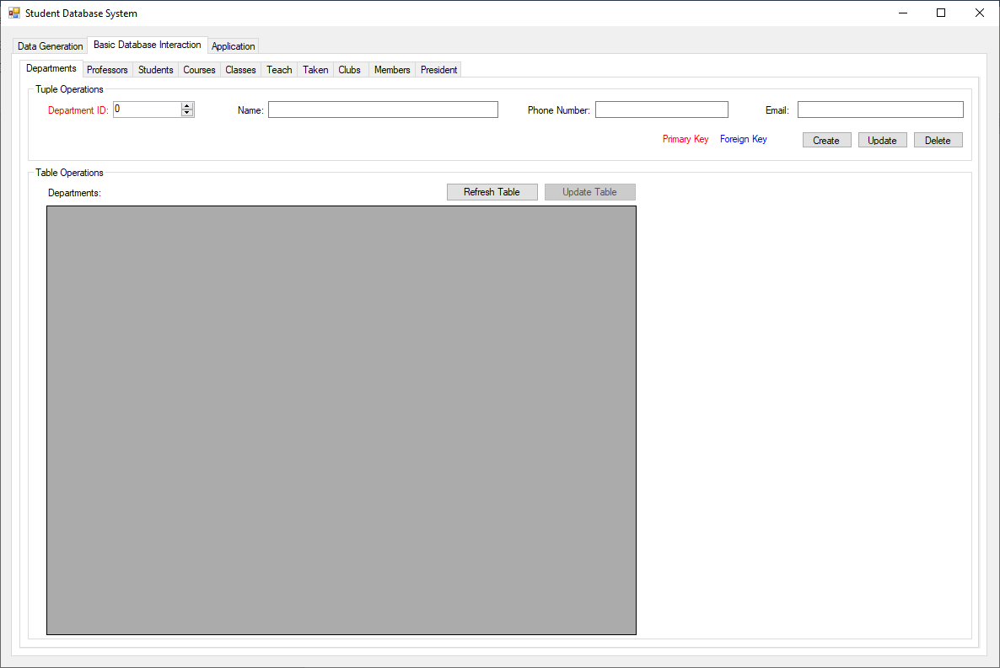 Student Database System
Data Generation Basic Database Interaction Application
Departments Professors Students Courses Classes Teach Taken Clubs Members President
Tuple Operations
Department ID: 0 Name: Phone Number: Email:
Primary Key Foreign Key Create Update Delete
Table Operations
Departments: Refresh Table Update Table